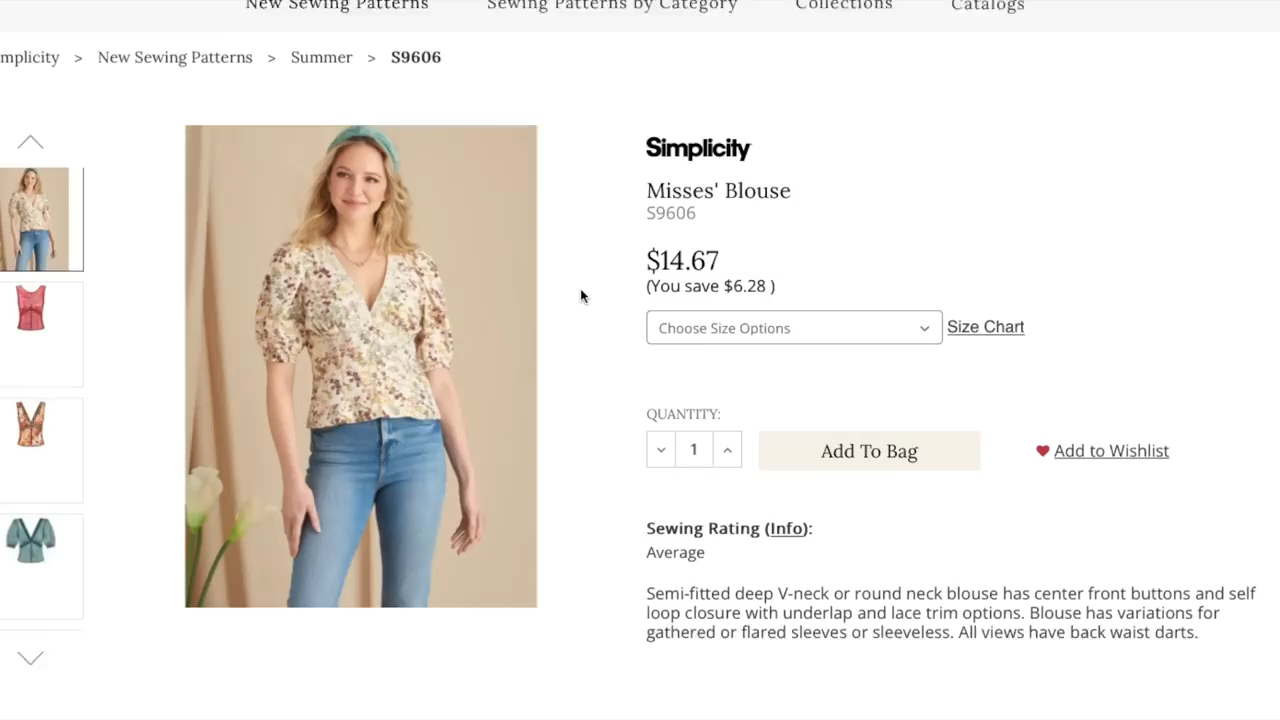 New Sewing Patterns Sewing Patterns by Category Collections Catalogs
mplicity > New Sewing Patterns > Summer > S9606
Simplicity
Misses' Blouse
S9606
$14.67
(You save $6.28 )
Choose Size Options Size Chart
QUANTITY:
1 Add To Bag Add to Wishlist
Sewing Rating (Info):
Average
Semi-fitted deep V-neck or round neck blouse has center front buttons and self
loop closure with underlap and lace trim options. Blouse has variations for
gathered or flared sleeves or sleeveless. All views have back waist darts.